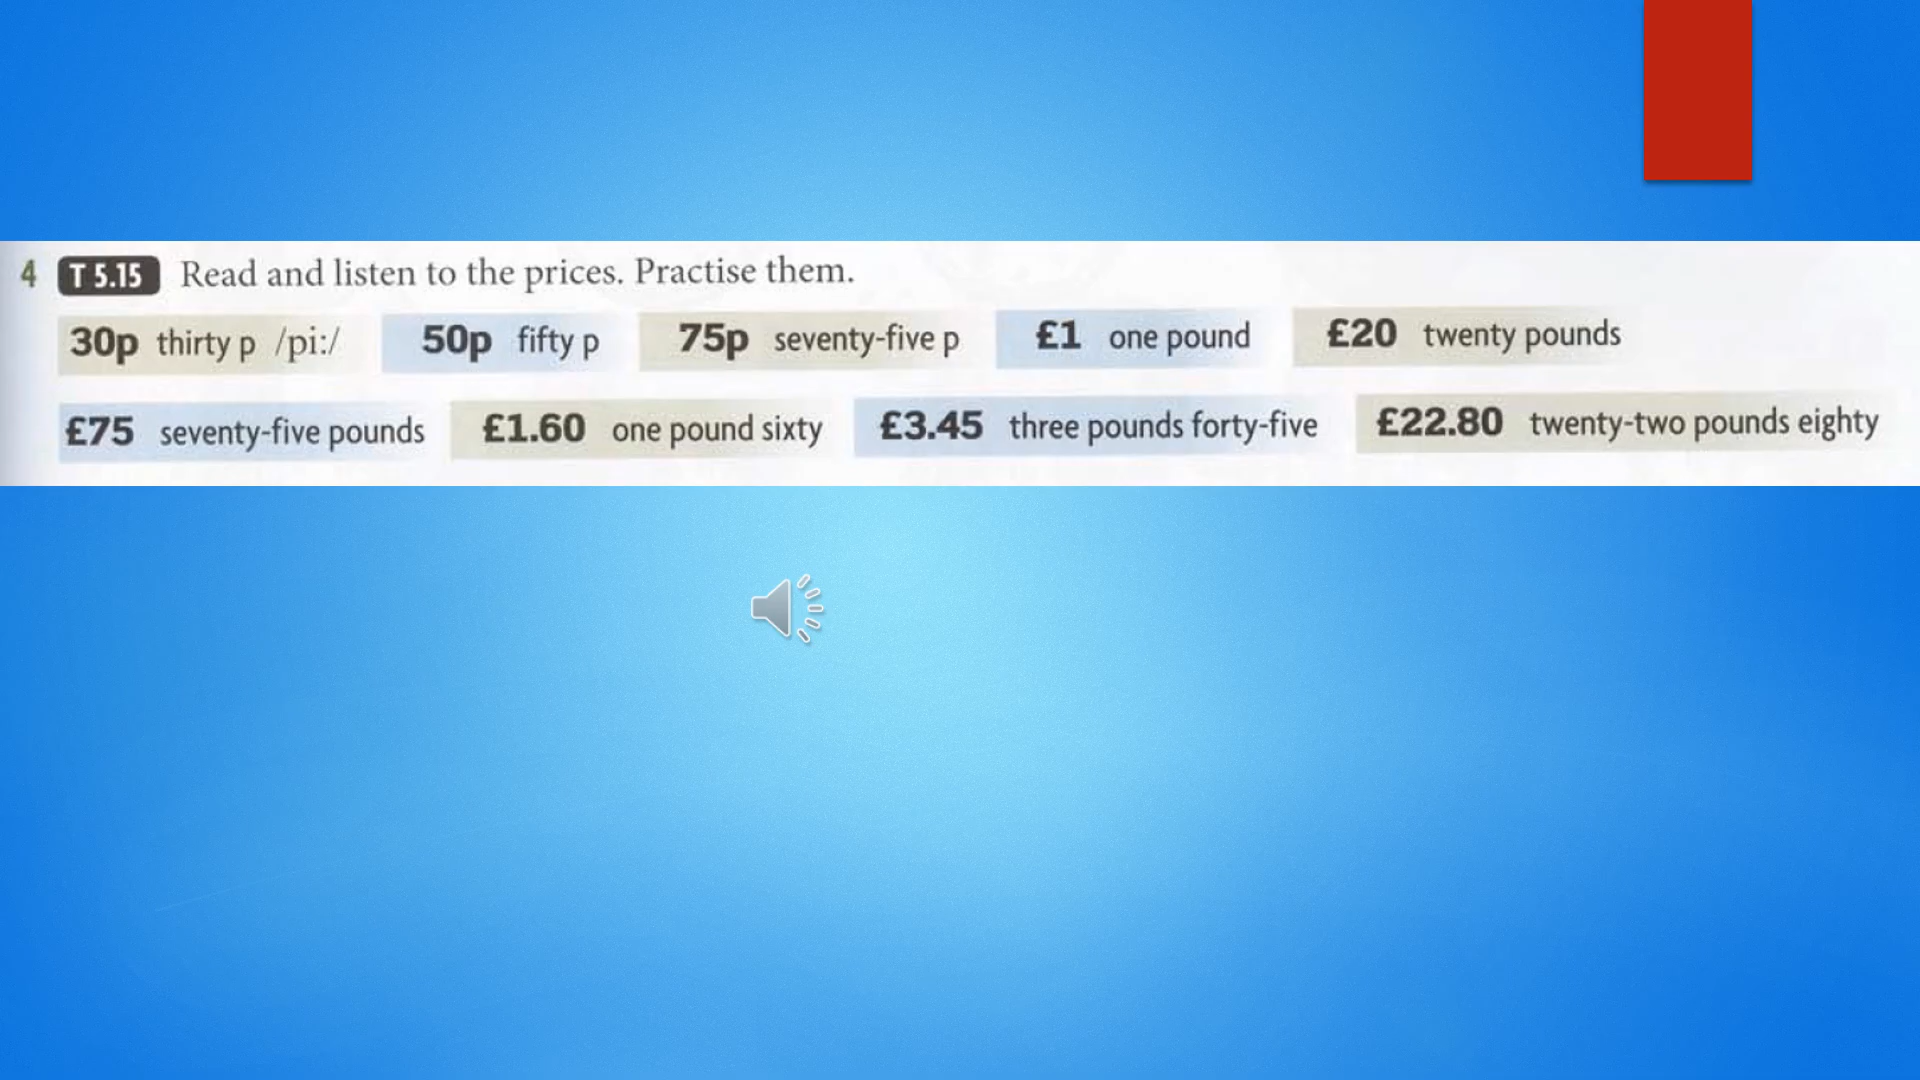 4 T 5.15 Read and listen to the prices. Practise them.
30p thirty p /piː/ 50p fifty p 75p seventy-five p £1 one pound £20 twenty pounds
£75 seventy-five pounds £1.60 one pound sixty £3.45 three pounds forty-five £22.80 twenty-two pounds eighty